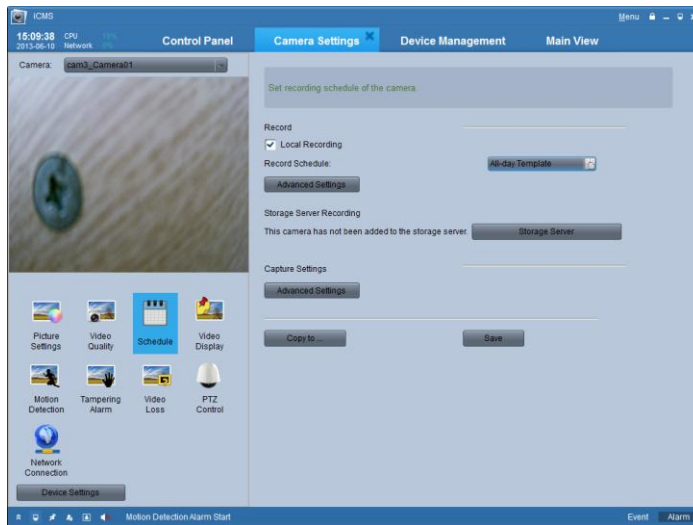 iCMS
Menu
15:09:38 CPU
2013-06-10 Network
Control Panel
Camera Settings
Device Management
Main View
Camera: cam3_Camera01
Set recording schedule of the camera.
Record
Local Recording
Record Schedule: All-day Template
Advanced Settings
Storage Server Recording
This camera has not been added to the storage server. Storage Server
Capture Settings
Advanced Settings
Copy to ... Save
Picture Settings
Video Quality
Schedule
Video Display
Motion Detection
Tampering Alarm
Video Loss
PTZ Control
Network Connection
Device Settings
Motion Detection Alarm Start
Event Alarm